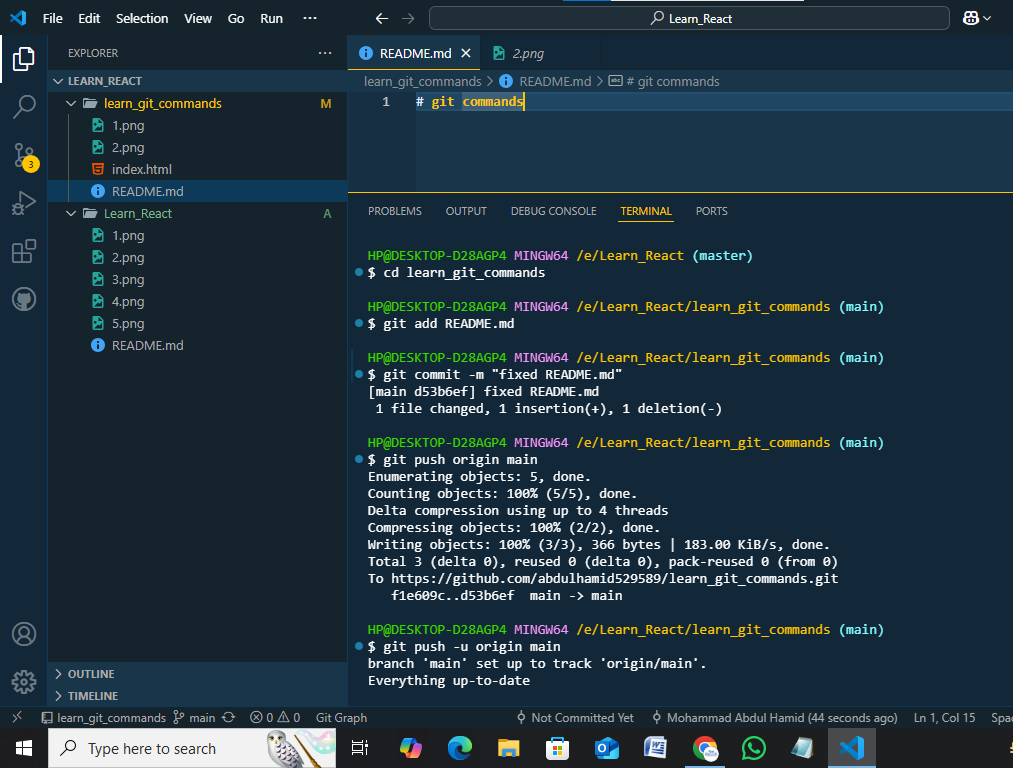 File Edit Selection View Go Run ···
Learn_React
EXPLORER ···
LEARN_REACT
learn_git_commands M
1.png
2.png
index.html
README.md
Learn_React A
1.png
2.png
3.png
4.png
5.png
README.md
OUTLINE
TIMELINE
3
README.md
2.png
learn_git_commands > README.md > # git commands
1 # git commands
PROBLEMS OUTPUT DEBUG CONSOLE TERMINAL PORTS
HP@DESKTOP-D28AGP4 MINGW64 /e/Learn_React (master)
$ cd learn_git_commands
HP@DESKTOP-D28AGP4 MINGW64 /e/Learn_React/learn_git_commands (main)
$ git add README.md
HP@DESKTOP-D28AGP4 MINGW64 /e/Learn_React/learn_git_commands (main)
$ git commit -m "fixed README.md"
[main d53b6ef] fixed README.md
1 file changed, 1 insertion(+), 1 deletion(-)
HP@DESKTOP-D28AGP4 MINGW64 /e/Learn_React/learn_git_commands (main)
$ git push origin main
Enumerating objects: 5, done.
Counting objects: 100% (5/5), done.
Delta compression using up to 4 threads
Compressing objects: 100% (2/2), done.
Writing objects: 100% (3/3), 366 bytes | 183.00 KiB/s, done.
Total 3 (delta 0), reused 0 (delta 0), pack-reused 0 (from 0)
To https://github.com/abdulhamid529589/learn_git_commands.git
f1e609c..d53b6ef main -> main
HP@DESKTOP-D28AGP4 MINGW64 /e/Learn_React/learn_git_commands (main)
$ git push -u origin main
branch 'main' set up to track 'origin/main'.
Everything up-to-date
learn_git_commands main 0 0 Git Graph Not Committed Yet Mohammad Abdul Hamid (44 seconds ago) Ln 1, Col 15 Spac
Type here to search